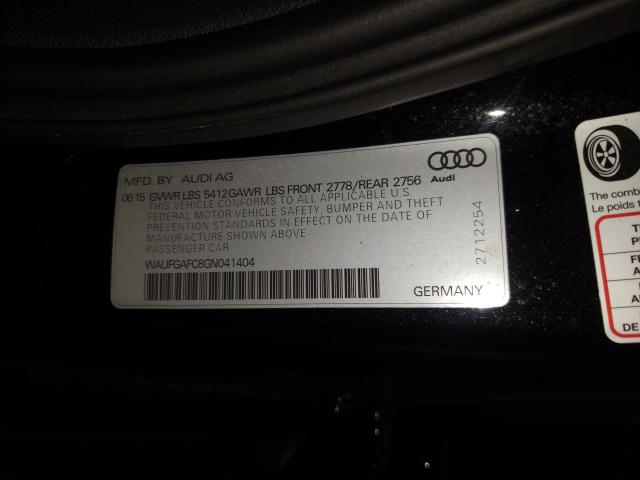 MFD. BY AUDI AG
Audi
0615 GVWR LBS 5412 GAWR LBS FRONT 2778/REAR 2756
THIS VEHICLE CONFORMS TO ALL APPLICABLE U.S.
FEDERAL MOTOR VEHICLE SAFETY, BUMPER AND THEFT
PREVENTION STANDARDS IN EFFECT ON THE DATE OF
MANUFACTURE SHOWN ABOVE
PASSENGER CAR
WAUFGAFC8GN041404
GERMANY
2712254
The comb
Le poids t
DE